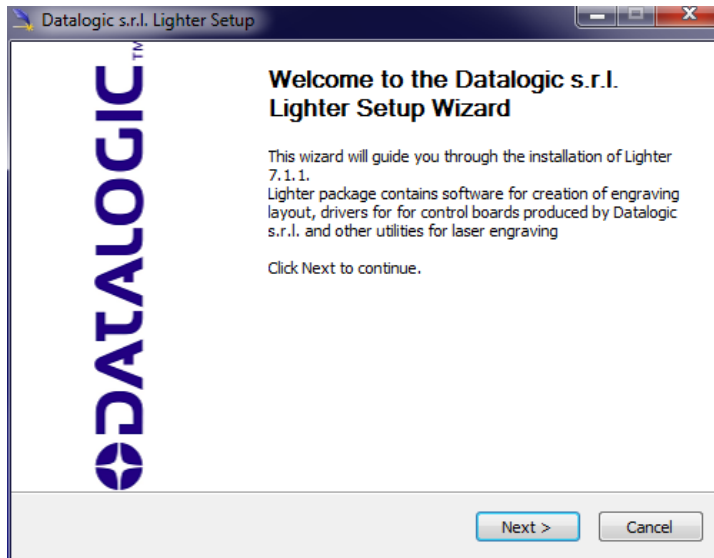 Datalogic s.r.l. Lighter Setup
DATALOGIC™
Welcome to the Datalogic s.r.l.
Lighter Setup Wizard
This wizard will guide you through the installation of Lighter
7.1.1.
Lighter package contains software for creation of engraving
layout, drivers for for control boards produced by Datalogic
s.r.l. and other utilities for laser engraving
Click Next to continue.
Next >
Cancel